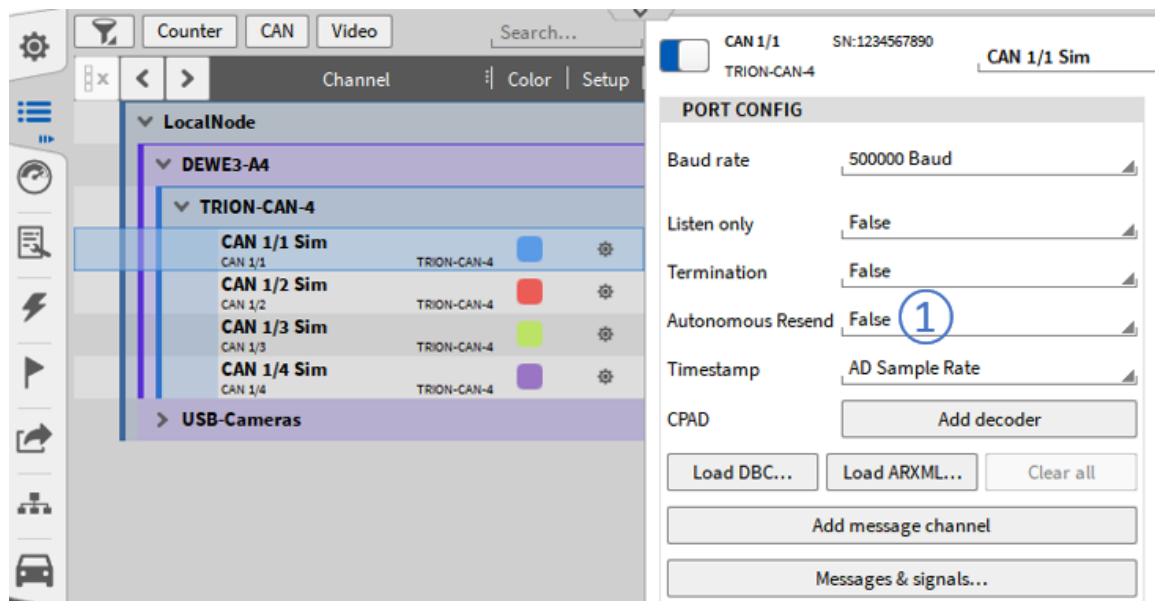 Counter CAN Video Search...
Channel Color Setup
LocalNode
DEWE3-A4
TRION-CAN-4
CAN 1/1 Sim
CAN 1/1 TRION-CAN-4
CAN 1/2 Sim
CAN 1/2 TRION-CAN-4
CAN 1/3 Sim
CAN 1/3 TRION-CAN-4
CAN 1/4 Sim
CAN 1/4 TRION-CAN-4
USB-Cameras
CAN 1/1 SN:1234567890
TRION-CAN-4
CAN 1/1 Sim
PORT CONFIG
Baud rate 500000 Baud
Listen only False
Termination False
Autonomous Resend False 1
Timestamp AD Sample Rate
CPAD Add decoder
Load DBC... Load ARXML... Clear all
Add message channel
Messages & signals...